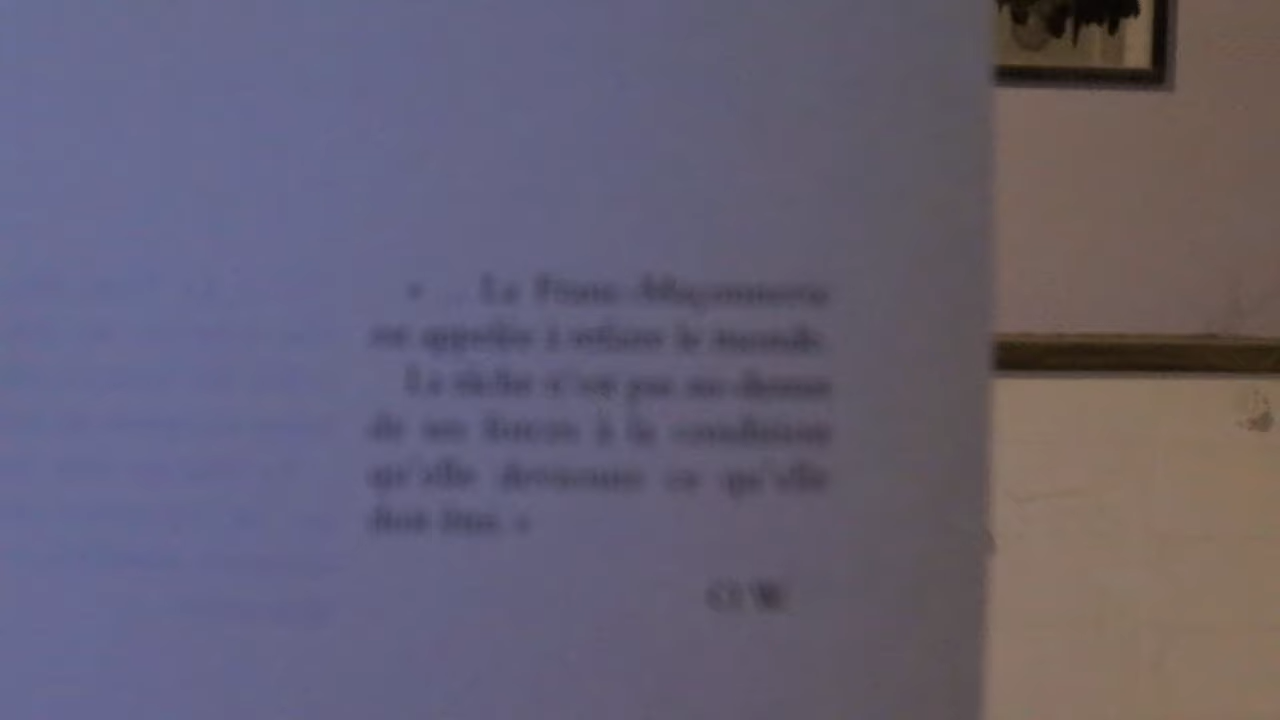 « ... La Franc-Maçonnerie
est appelée à refaire le monde.
La tâche n'est pas au-dessus
de ses forces à la condition
qu'elle devienne ce qu'elle
doit être. »
O. W.